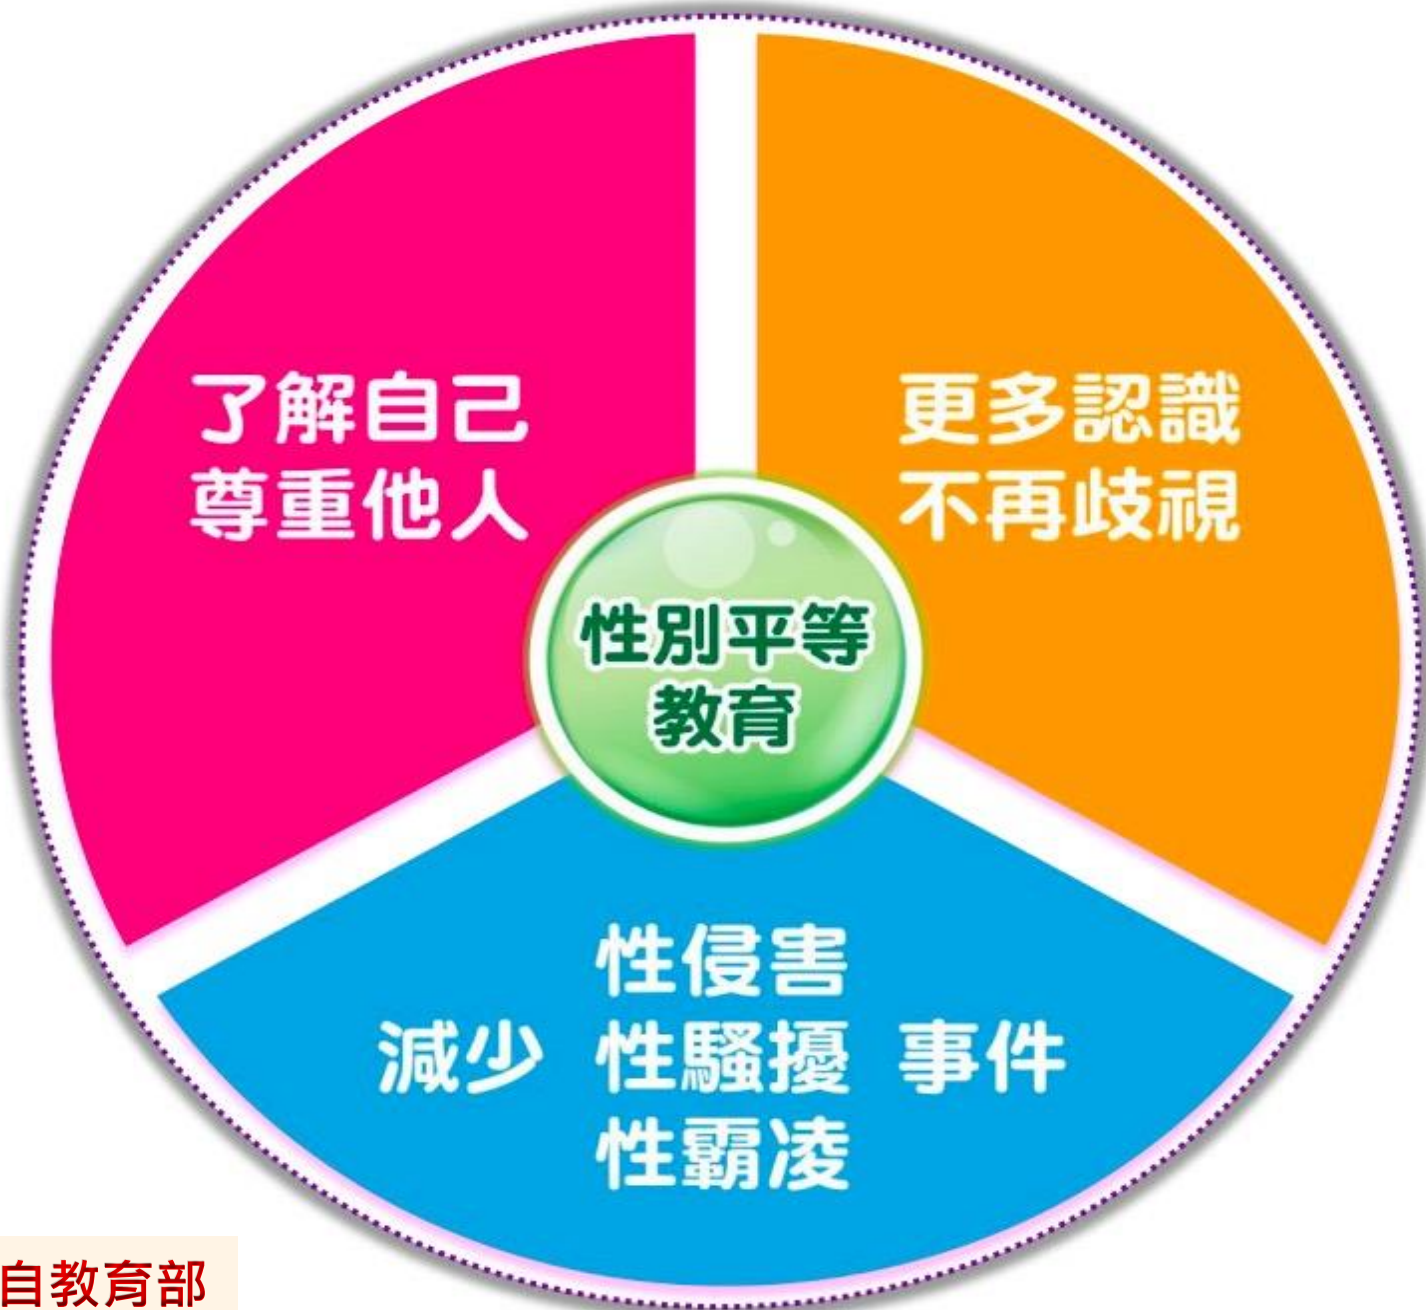 了解自己
尊重他人
更多認識
不再歧視
性別平等
教育
性侵害
減少 性騷擾 事件
性霸凌
自教育部